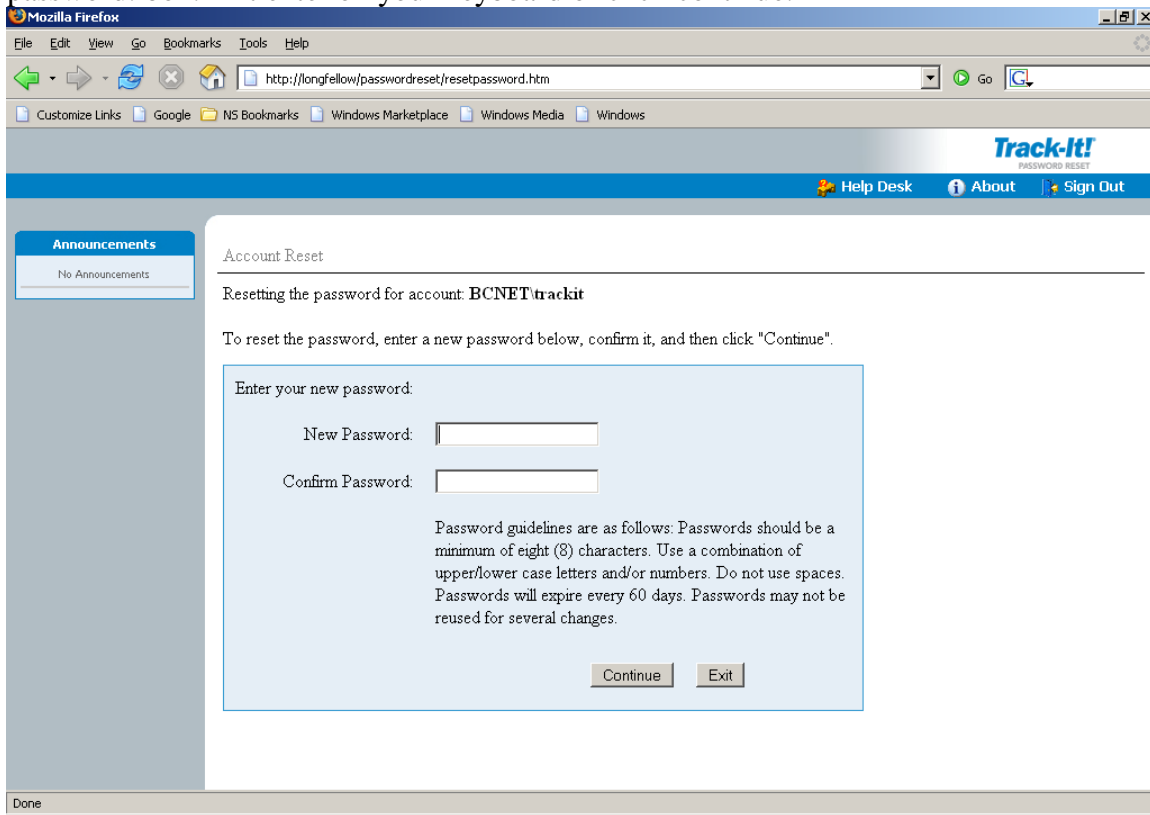 Mozilla Firefox
File Edit View Go Bookmarks Tools Help
http://longfellow/passwordreset/resetpassword.htm Go G
Customize Links Google NS Bookmarks Windows Marketplace Windows Media Windows
Track-It!
PASSWORD RESET
Help Desk About Sign Out
Announcements
No Announcements
Account Reset
Resetting the password for account: BCNET\trackit
To reset the password, enter a new password below, confirm it, and then click "Continue".
Enter your new password:
New Password:
Confirm Password:
Password guidelines are as follows: Passwords should be a
minimum of eight (8) characters. Use a combination of
upper/lower case letters and/or numbers. Do not use spaces.
Passwords will expire every 60 days. Passwords may not be
reused for several changes.
Continue Exit
Done